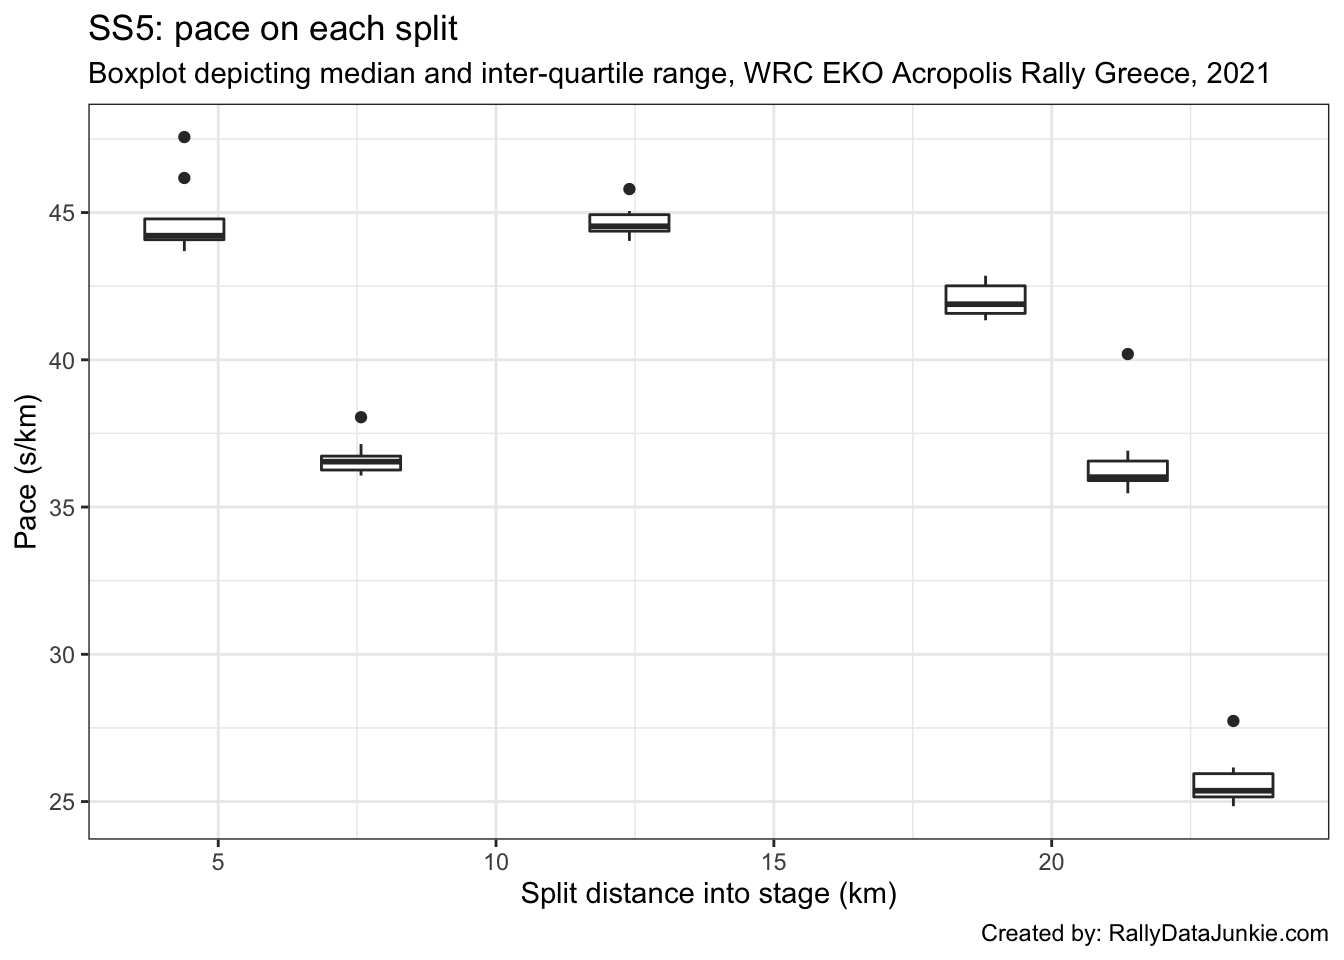 SS5: pace on each split
Boxplot depicting median and inter-quartile range, WRC EKO Acropolis Rally Greece, 2021
45
40
35
30
25
Pace (s/km)
5 10 15 20
Split distance into stage (km)
Created by: RallyDataJunkie.com